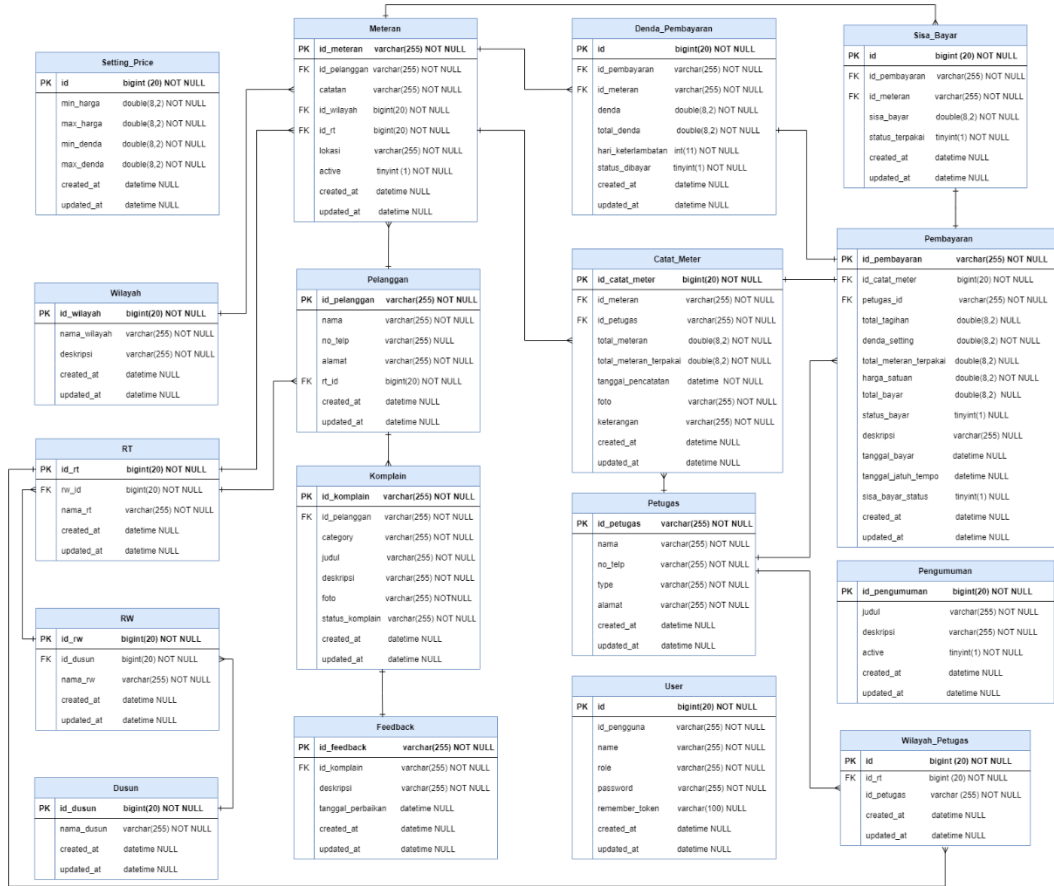 Setting_Price
PK id bigint (20) NOT NULL
min_harga double(8,2) NOT NULL
max_harga double(8,2) NOT NULL
min_denda double(8,2) NOT NULL
max_denda double(8,2) NOT NULL
created_at datetime NULL
updated_at datetime NULL
Meteran
PK id_meteran varchar(255) NOT NULL
FK id_pelanggan varchar(255) NOT NULL
catatan varchar(255) NOT NULL
FK id_wilayah bigint(20) NOT NULL
FK id_rt bigint(20) NOT NULL
lokasi varchar(255) NOT NULL
active tinyint (1) NOT NULL
created_at datetime NULL
updated_at datetime NULL
Denda_Pembayaran
PK id bigint(20) NOT NULL
FK id_pembayaran varchar(255) NOT NULL
FK id_meteran varchar(255) NOT NULL
denda double(8,2) NOT NULL
total_denda double(8,2) NOT NULL
hari_keterlambatan int(11) NOT NULL
status_dibayar tinyint(1) NOT NULL
created_at datetime NULL
updated_at datetime NULL
Sisa_Bayar
PK id bigint(20) NOT NULL
FK id_pembayaran varchar(255) NOT NULL
FK id_meteran varchar(255) NOT NULL
sisa_bayar double(8,2) NOT NULL
status_terpakai tinyint(1) NOT NULL
created_at datetime NULL
updated_at datetime NULL
Wilayah
PK id_wilayah bigint(20) NOT NULL
nama_wilayah varchar(255) NOT NULL
deskripsi varchar(255) NOT NULL
created_at datetime NULL
updated_at datetime NULL
Pelanggan
PK id_pelanggan varchar(255) NOT NULL
nama varchar(255) NOT NULL
no_telp varchar(255) NULL
alamat varchar(255) NOT NULL
FK rt_id bigint(20) NOT NULL
created_at datetime NULL
updated_at datetime NULL
Catat_Meter
PK id_catat_meter bigint(20) NOT NULL
FK id_meteran varchar(255) NOT NULL
FK id_petugas varchar(255) NOT NULL
total_meteran double(8,2) NOT NULL
total_meteran_terpakai double(8,2) NOT NULL
tanggal_pencatatan datetime NOT NULL
foto varchar(255) NOT NULL
keterangan varchar(255) NOT NULL
created_at datetime NULL
updated_at datetime NULL
Pembayaran
PK id_pembayaran varchar(255) NOT NULL
FK id_catat_meter bigint(20) NOT NULL
FK petugas_id varchar(255) NOT NULL
total_tagihan double(8,2) NULL
denda_setting double(8,2) NOT NULL
total_meteran_terpakai double(8,2) NULL
harga_satuan double(8,2) NOT NULL
total_bayar double(8,2) NULL
status_bayar tinyint(1) NULL
deskripsi varchar(255) NULL
tanggal_bayar datetime NULL
tanggal_jatuh_tempo datetime NULL
sisa_bayar_status tinyint(1) NULL
created_at datetime NULL
updated_at datetime NULL
RT
PK id_rt bigint(20) NOT NULL
FK rw_id bigint(20) NOT NULL
nama_rt varchar(255) NOT NULL
created_at datetime NULL
updated_at datetime NULL
Komplain
PK id_komplain varchar(255) NOT NULL
FK id_pelanggan varchar(255) NOT NULL
category varchar(255) NOT NULL
judul varchar(255) NOT NULL
deskripsi varchar(255) NOT NULL
foto varchar(255) NOTNULL
status_komplain varchar(255) NOT NULL
created_at datetime NULL
updated_at datetime NULL
Petugas
PK id_petugas varchar(255) NOT NULL
nama varchar(255) NOT NULL
no_telp varchar(255) NOT NULL
type varchar(255) NOT NULL
alamat varchar(255) NOT NULL
created_at datetime NULL
updated_at datetime NULL
Pengumuman
PK id_pengumuman bigint(20) NOT NULL
judul varchar(255) NOT NULL
deskripsi varchar(255) NOT NULL
active tinyint(1) NOT NULL
created_at datetime NULL
updated_at datetime NULL
RW
PK id_rw bigint(20) NOT NULL
FK id_dusun bigint(20) NOT NULL
nama_rw varchar(255) NOT NULL
created_at datetime NULL
updated_at datetime NULL
User
PK id bigint(20) NOT NULL
id_pengguna varchar(255) NOT NULL
name varchar(255) NOT NULL
role varchar(255) NOT NULL
password varchar(255) NOT NULL
remember_token varchar(100) NULL
created_at datetime NULL
updated_at datetime NULL
Feedback
PK id_feedback varchar(255) NOT NULL
FK id_komplain varchar(255) NOT NULL
deskripsi varchar(255) NOT NULL
tanggal_perbaikan datetime NULL
created_at datetime NULL
updated_at datetime NULL
Wilayah_Petugas
PK id bigint (20) NOT NULL
FK id_rt bigint (20) NOT NULL
id_petugas varchar (255) NOT NULL
created_at datetime NULL
updated_at datetime NULL
Dusun
PK id_dusun bigint(20) NOT NULL
nama_dusun varchar(255) NOT NULL
created_at datetime NULL
updated_at datetime NULL